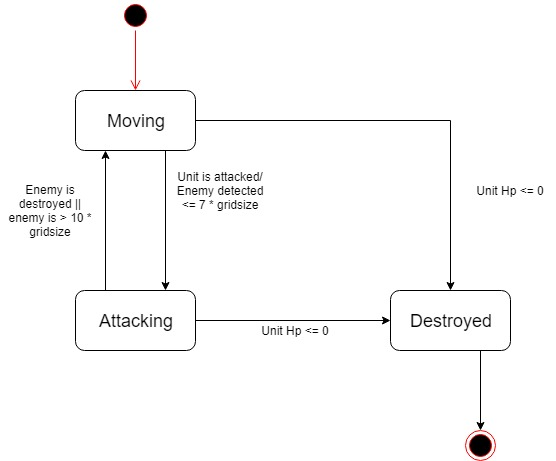 Moving
Unit is attacked/
Enemy detected
<= 7 * gridsize
Enemy is
destroyed ||
enemy is > 10 *
gridsize
Unit Hp <= 0
Attacking
Unit Hp <= 0
Destroyed